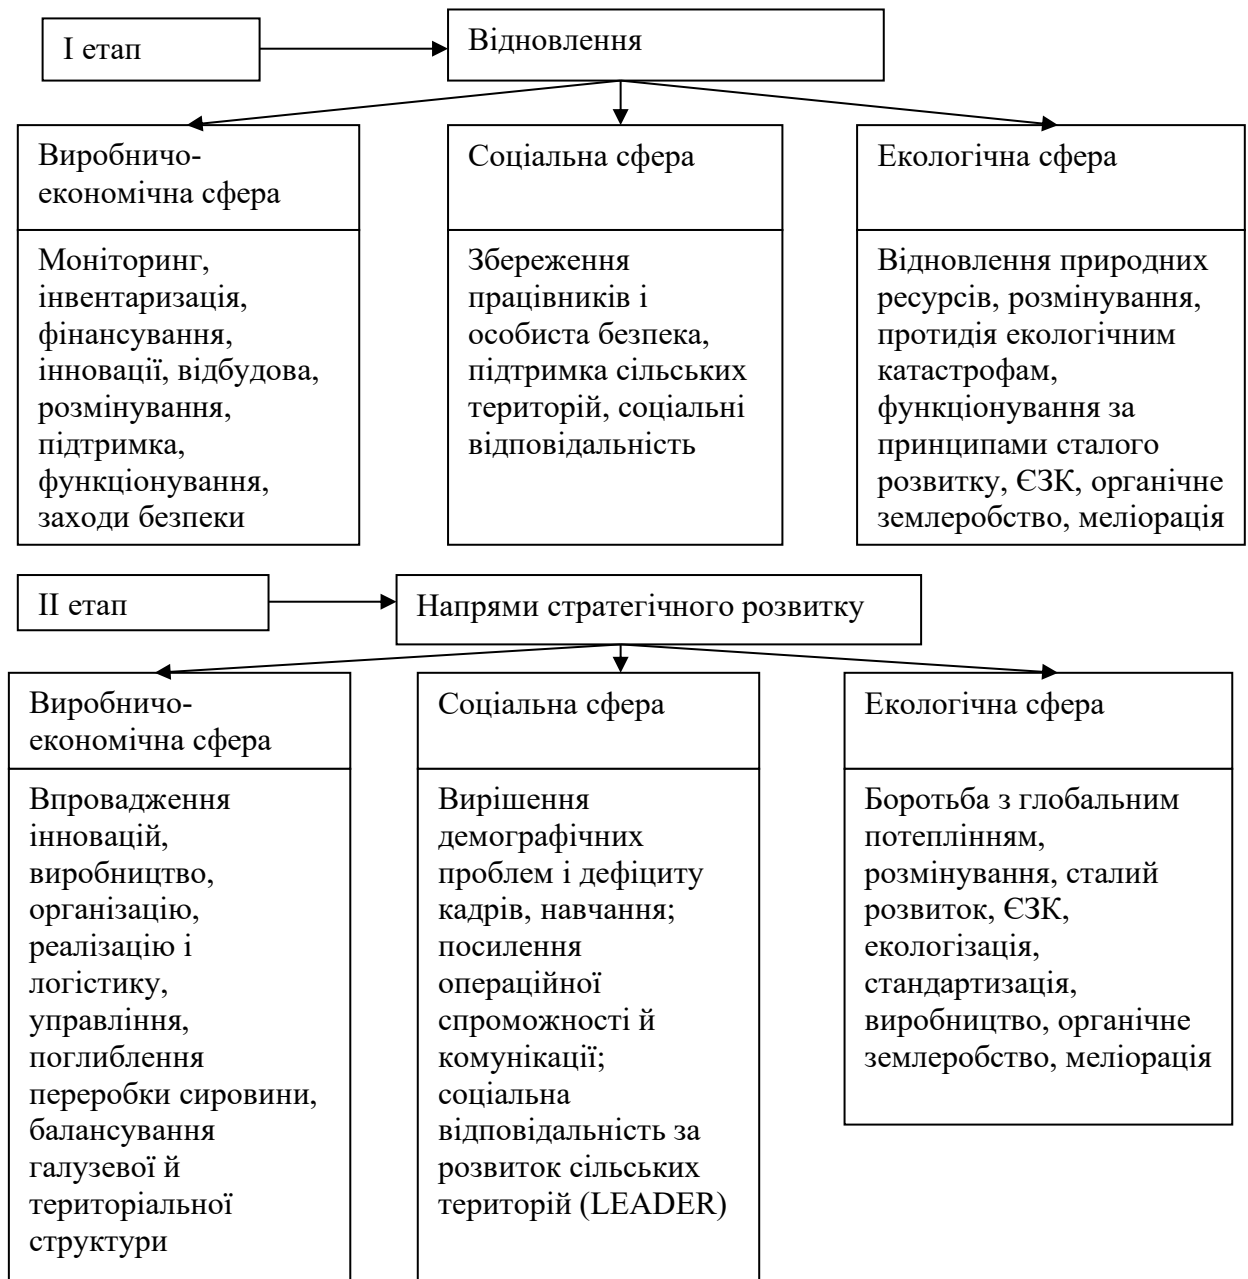 І етап
Відновлення
Виробничо-
економічна сфера
Моніторинг,
інвентаризація,
фінансування,
інновації, відбудова,
розмінування,
підтримка,
функціонування,
заходи безпеки
Соціальна сфера
Збереження
працівників і
особиста безпека,
підтримка сільських
територій, соціальні
відповідальність
Екологічна сфера
Відновлення природних
ресурсів, розмінування,
протидія екологічним
катастрофам,
функціонування за
принципами сталого
розвитку, ЄЗК, органічне
землеробство, меліорація
ІІ етап
Напрями стратегічного розвитку
Виробничо-
економічна сфера
Впровадження
інновацій,
виробництво,
організацію,
реалізацію і
логістику,
управління,
поглиблення
переробки сировини,
балансування
галузевої й
територіальної
структури
Соціальна сфера
Вирішення
демографічних
проблем і дефіциту
кадрів, навчання;
посилення
операційної
спроможності й
комунікації;
соціальна
відповідальність за
розвиток сільських
територій (LEADER)
Екологічна сфера
Боротьба з глобальним
потеплінням,
розмінування, сталий
розвиток, ЄЗК,
екологізація,
стандартизація,
виробництво, органічне
землеробство, меліорація